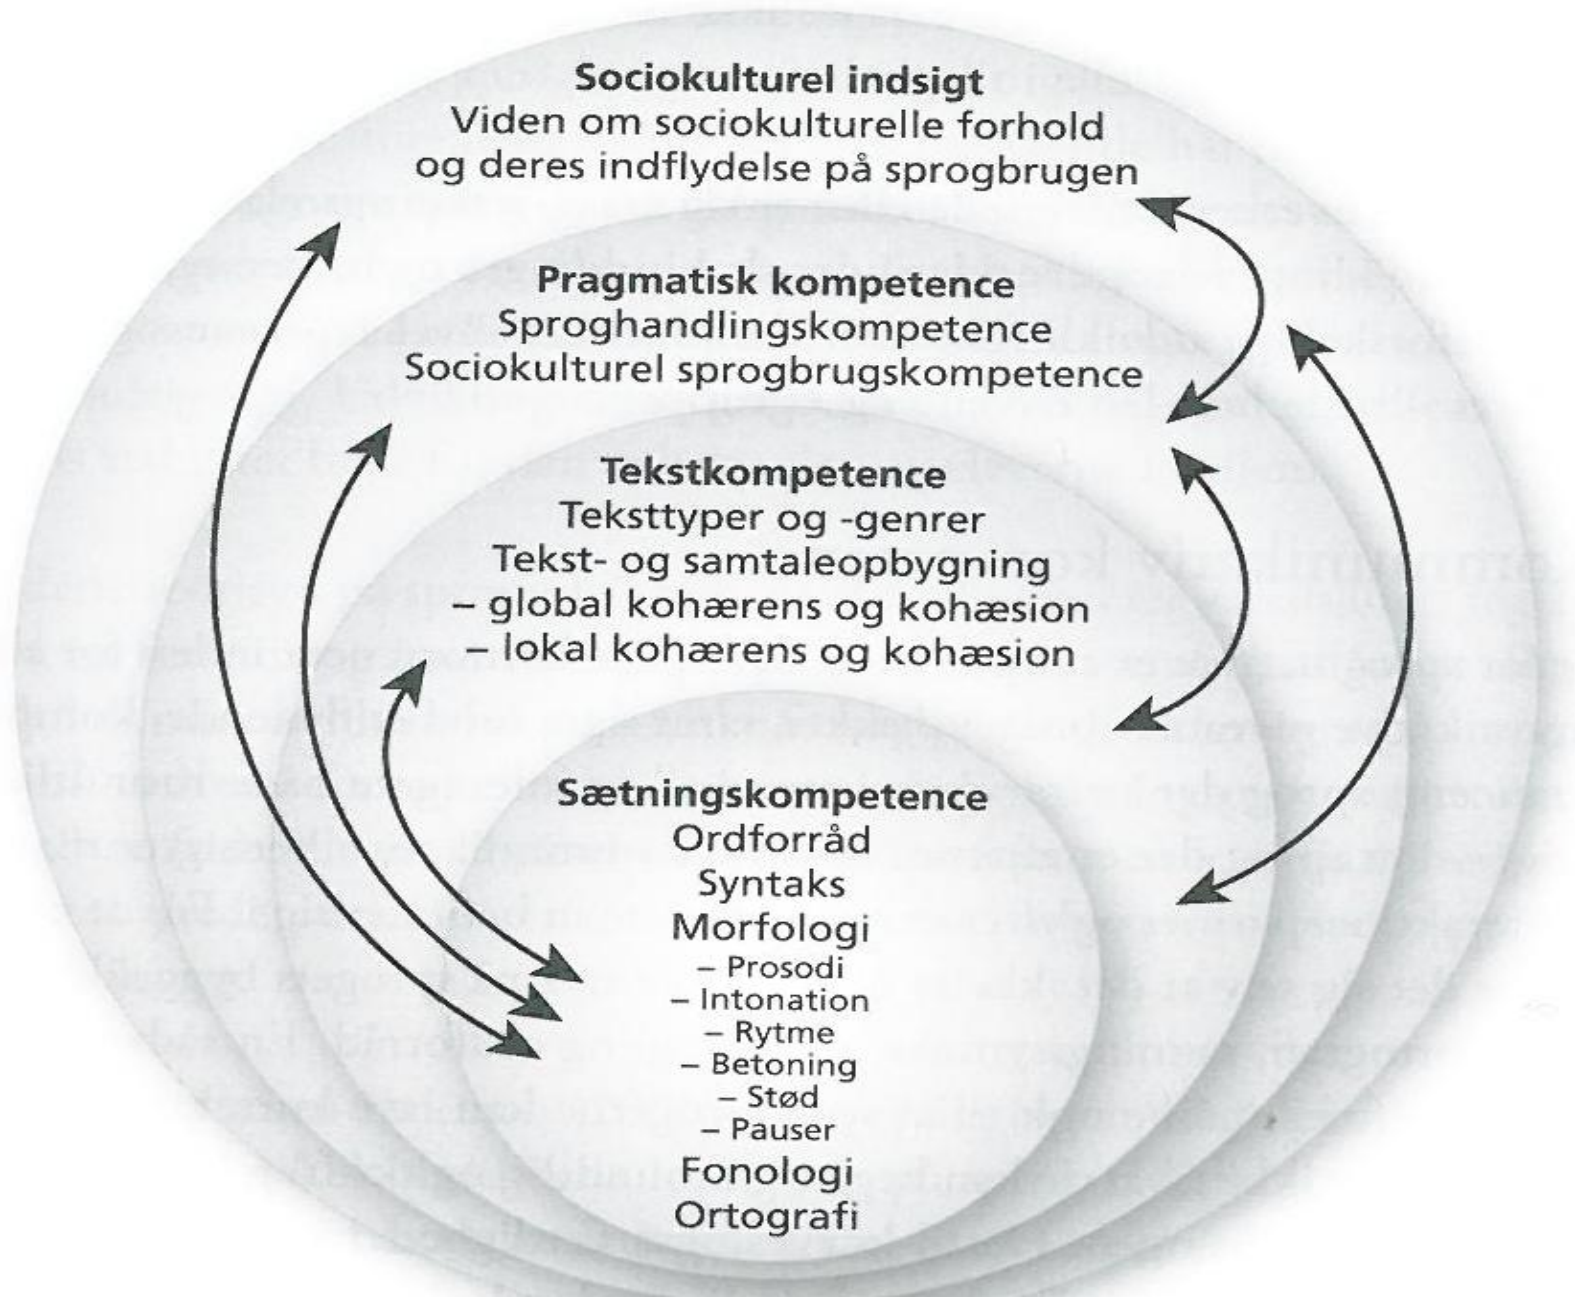 Sociokulturel indsigt
Viden om sociokulturelle forhold
og deres indflydelse på sprogbrugen
Pragmatisk kompetence
Sproghandlingskompetence
Sociokulturel sprogbrugskompetence
Tekstkompetence
Teksttyper og -genrer
Tekst- og samtaleopbygning
– global kohærens og kohæsion
– lokal kohærens og kohæsion
Sætningskompetence
Ordforråd
Syntaks
Morfologi
– Prosodi
– Intonation
– Rytme
– Betoning
– Stød
– Pauser
Fonologi
Ortografi